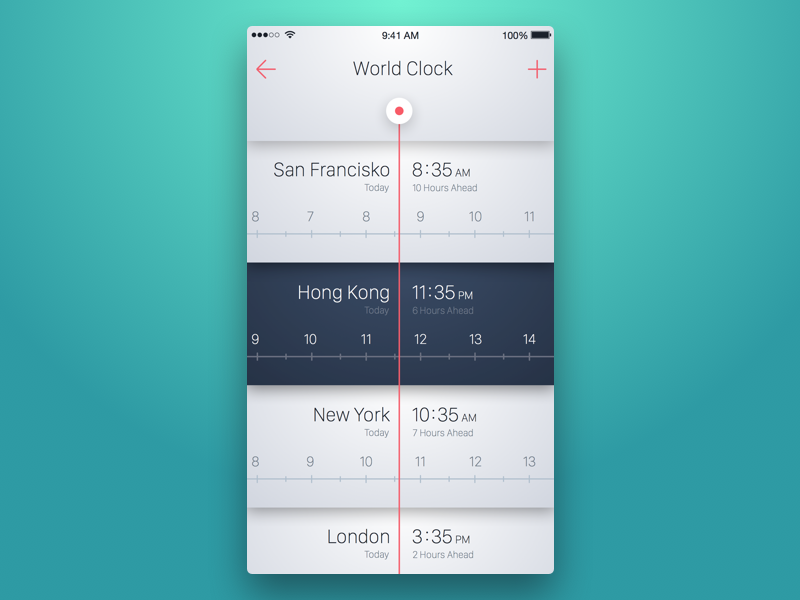 9:41 AM 100%
World Clock
San Francisko 8:35 AM
Today 10 Hours Ahead
8 7 8 9 10 11
Hong Kong 11:35 PM
Today 6 Hours Ahead
9 10 11 12 13 14
New York 10:35 AM
Today 7 Hours Ahead
8 9 10 11 12 13
London 3:35 PM
Today 2 Hours Ahead